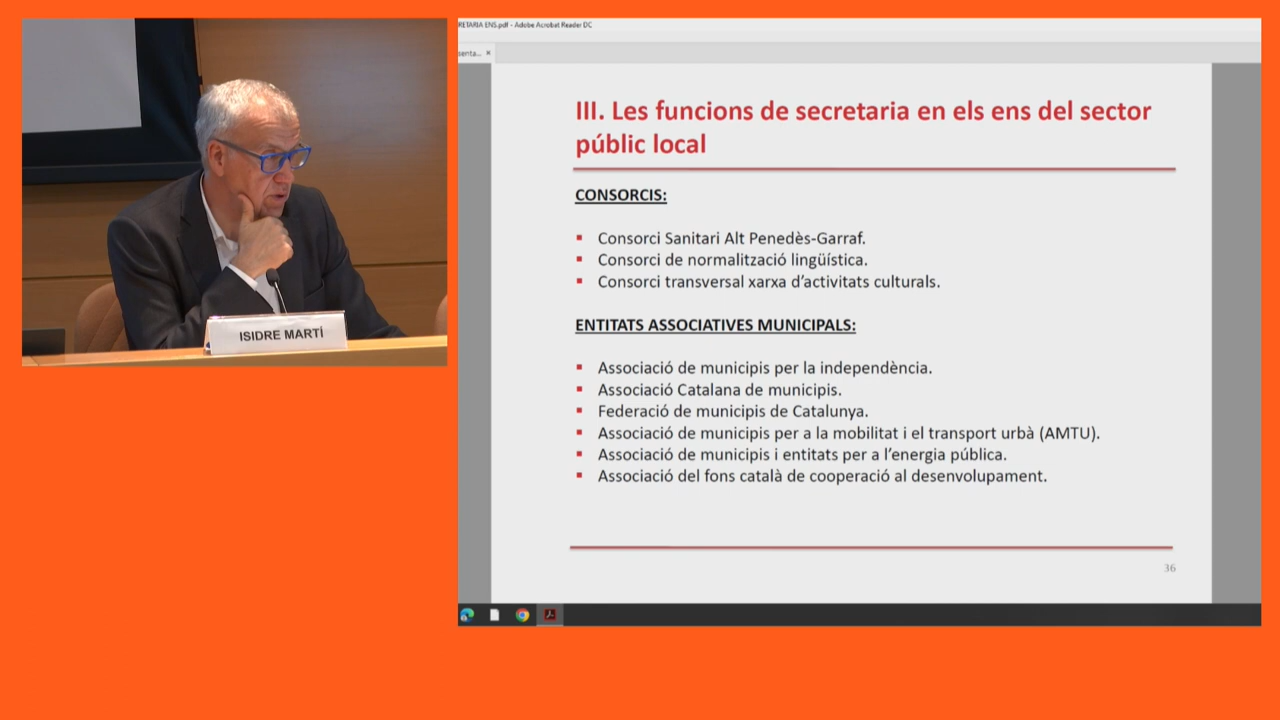 ISIDRE MARTÍ
RETARIA ENS.pdf - Adobe Acrobat Reader DC
senta... ×
III. Les funcions de secretaria en els ens del sector
públic local
CONSORCIS:
▪ Consorci Sanitari Alt Penedès-Garraf.
▪ Consorci de normalització lingüística.
▪ Consorci transversal xarxa d’activitats culturals.
ENTITATS ASSOCIATIVES MUNICIPALS:
▪ Associació de municipis per la independència.
▪ Associació Catalana de municipis.
▪ Federació de municipis de Catalunya.
▪ Associació de municipis per a la mobilitat i el transport urbà (AMTU).
▪ Associació de municipis i entitats per a l’energia pública.
▪ Associació del fons català de cooperació al desenvolupament.
36